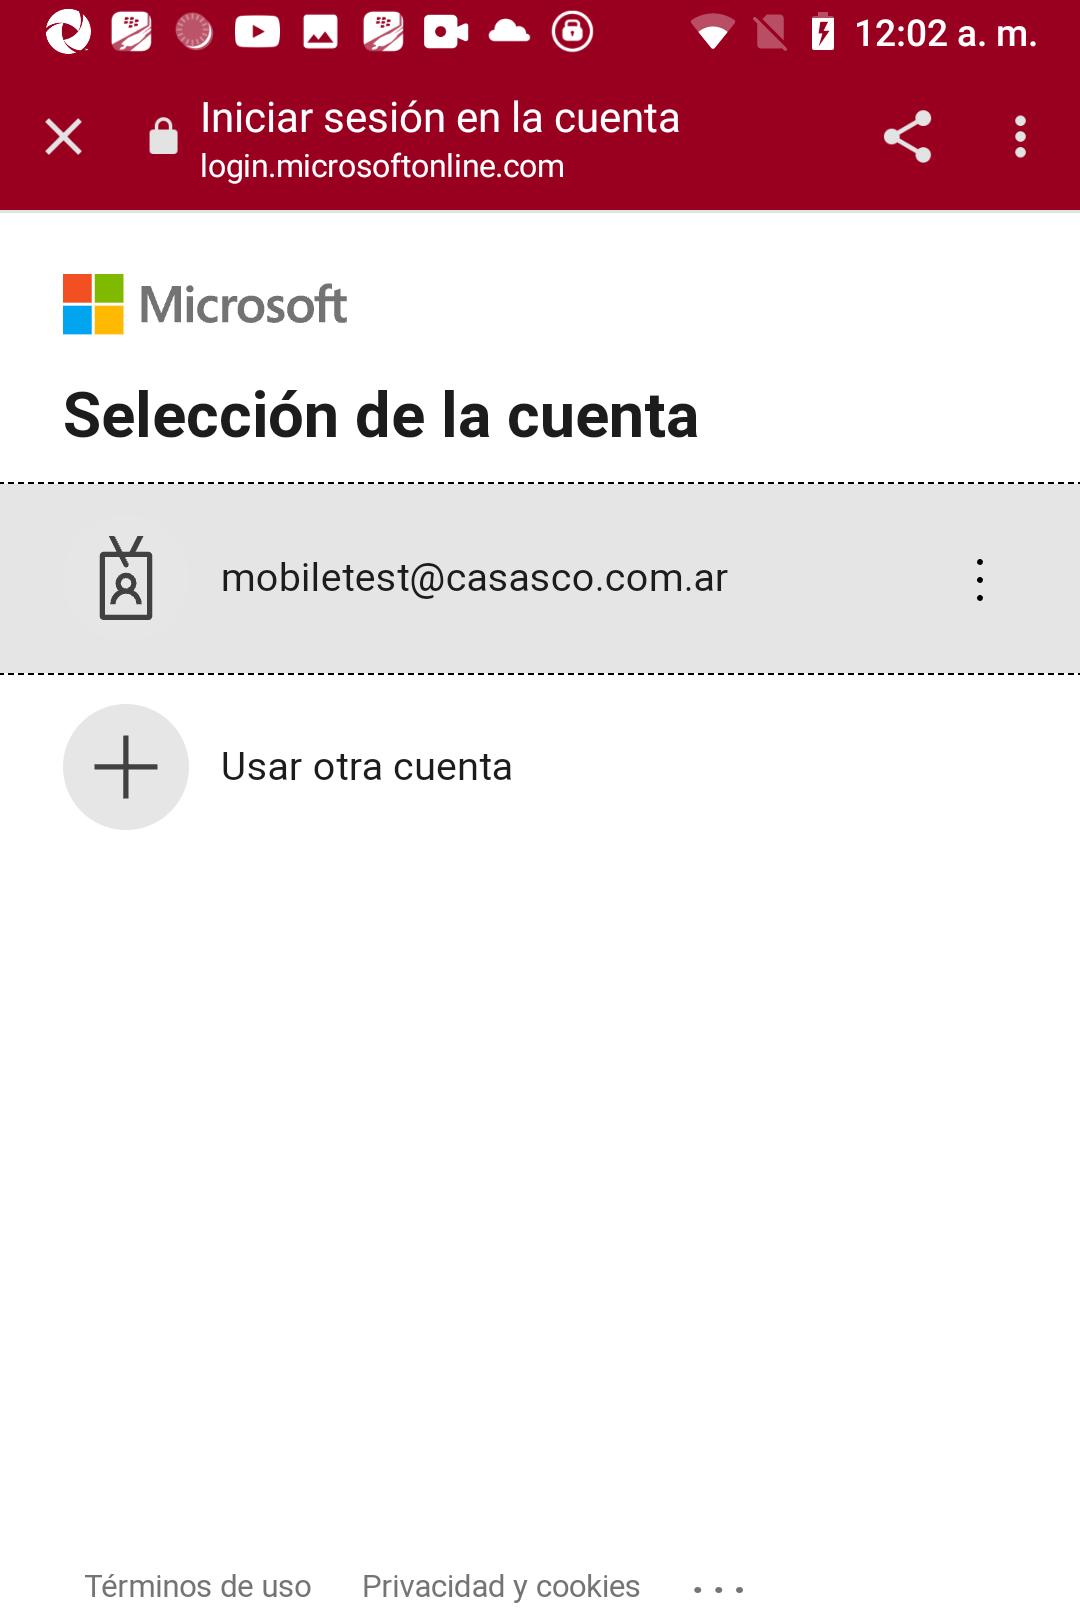 12:02 a. m.
Iniciar sesión en la cuenta
login.microsoftonline.com
Microsoft
Selección de la cuenta
mobiletest@casasco.com.ar
Usar otra cuenta
Términos de uso Privacidad y cookies ...